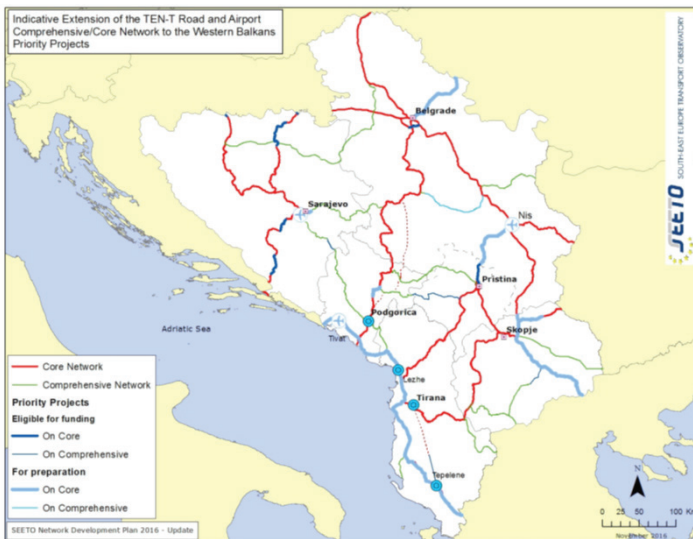 Indicative Extension of the TEN-T Road and Airport
Comprehensive/Core Network to the Western Balkans
Priority Projects
SEETO SOUTH-EAST EUROPE TRANSPORT OBSERVATORY
Belgrade
Sarajevo
Nis
Pristina
Podgorica
Skopje
Adriatic Sea
Tivat
Lezhe
Tirana
Tepelene
Core Network
Comprehensive Network
Priority Projects
Eligible for funding
On Core
On Comprehensive
For preparation
On Core
On Comprehensive
SEETO Network Development Plan 2016 - Update
N
0 25 50 100 Km
November 2016